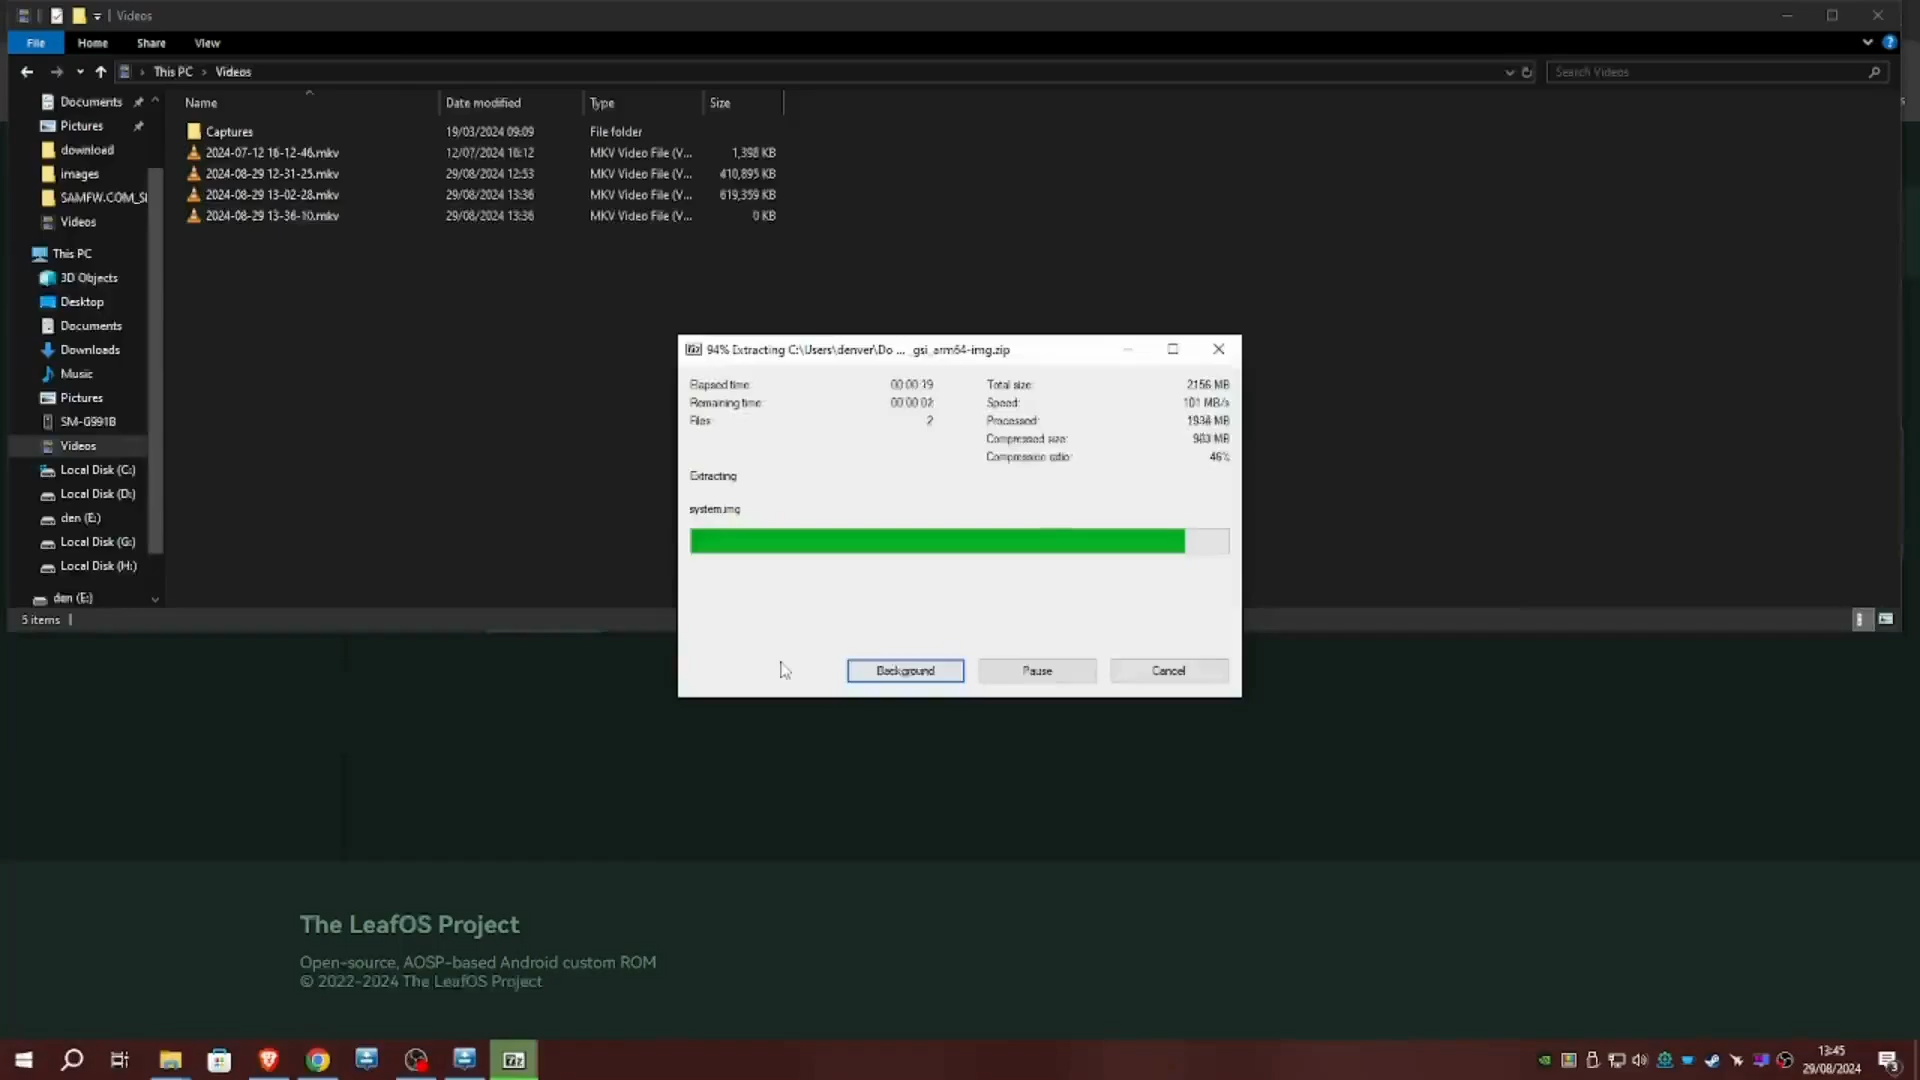 Videos
File Home Share View
This PC > Videos
Search Videos
Documents
Pictures
download
images
SAMFW.COM_S
Videos
This PC
3D Objects
Desktop
Documents
Downloads
Music
Pictures
SM-G991B
Videos
Local Disk (C:)
Local Disk (D:)
den (E:)
Local Disk (G:)
Local Disk (H:)
den (E:)
5 items
Name Date modified Type Size
Captures 19/03/2024 09:09 File folder
2024-07-12 16-12-46.mkv 12/07/2024 16:12 MKV Video File (V... 1,398 KB
2024-08-29 12-31-25.mkv 29/08/2024 12:53 MKV Video File (V... 410,895 KB
2024-08-29 13-02-28.mkv 29/08/2024 13:36 MKV Video File (V... 619,359 KB
2024-08-29 13-36-10.mkv 29/08/2024 13:36 MKV Video File (V... 0 KB
94% Extracting C:\Users\denver\Do ... _gsi_arm64-img.zip
Elapsed time: 00:00:19 Total size: 2156 MB
Remaining time: 00:00:02 Speed: 101 MB/s
Files: 2 Processed: 1938 MB
Compressed size: 903 MB
Compression ratio: 46%
Extracting
system.img
Background Pause Cancel
The LeafOS Project
Open-source, AOSP-based Android custom ROM
© 2022-2024 The LeafOS Project
13:45
29/08/2024
3